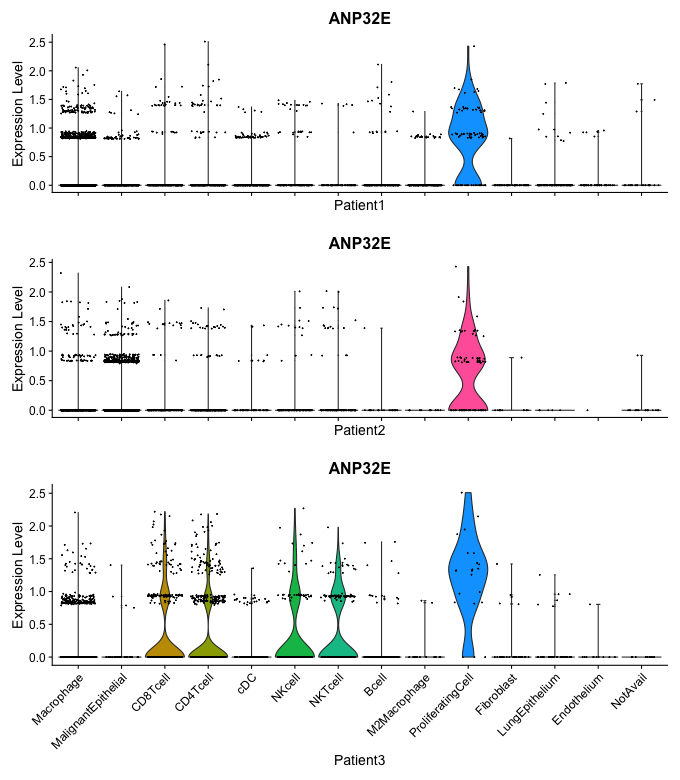 ANP32E
Expression Level
2.5
2.0
1.5
1.0
0.5
0.0
Patient1
ANP32E
Expression Level
2.5
2.0
1.5
1.0
0.5
0.0
Patient2
ANP32E
Expression Level
2.5
2.0
1.5
1.0
0.5
0.0
Macrophage
MalignantEpithelial
CD8Tcell
CD4Tcell
cDC
NKcell
NKTcell
Bcell
M2Macrophage
ProliferatingCell
Fibroblast
LungEpithelium
Endothelium
NotAvail
Patient3